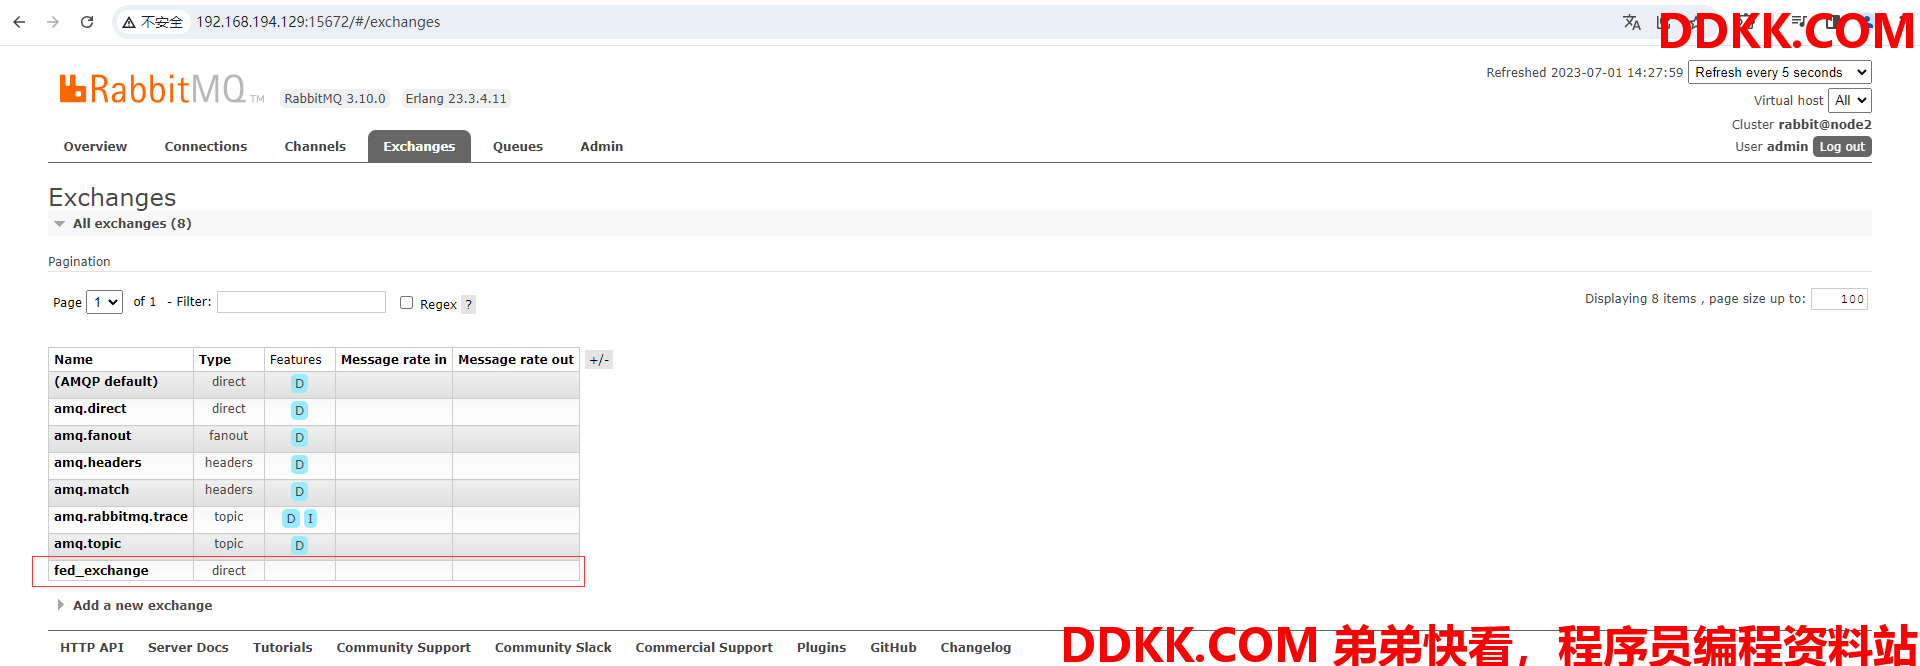 不安全 192.168.194.129:15672/#/exchanges
DDKK.COM
RabbitMQ TM RabbitMQ 3.10.0 Erlang 23.3.4.11
Refreshed 2023-07-01 14:27:59 Refresh every 5 seconds
Virtual host All
Cluster rabbit@node2
User admin Log out
Overview Connections Channels Exchanges Queues Admin
Exchanges
All exchanges (8)
Pagination
Page 1 of 1 - Filter: Regex ?
Displaying 8 items , page size up to: 100
Name Type Features Message rate in Message rate out +/-
(AMQP default) direct D
amq.direct direct D
amq.fanout fanout D
amq.headers headers D
amq.match headers D
amq.rabbitmq.trace topic D I
amq.topic topic D
fed_exchange direct
Add a new exchange
HTTP API Server Docs Tutorials Community Support Community Slack Commercial Support Plugins GitHub Changelog
DDKK.COM 弟弟快看，程序员编程资料站